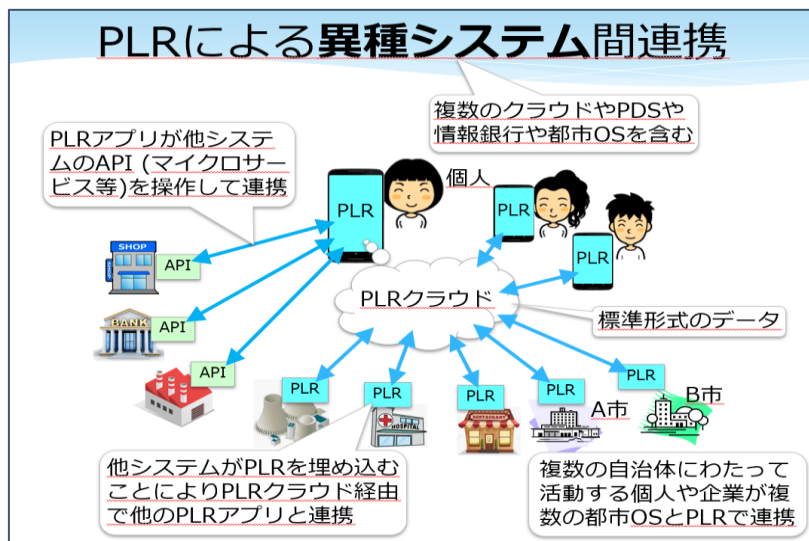 PLRによる異種システム間連携
複数のクラウドやPDSや
情報銀行や都市OSを含む
PLRアプリが他システ
ムのAPI (マイクロサー
ビス等)を操作して連携
個人
PLR
PLR
PLR
SHOP
API
BANK
API
API
PLRクラウド
標準形式のデータ
PLR
PLR
HOSPITAL
PLR
RESTAURANT
PLR
A市
PLR
B市
他システムがPLRを埋め込む
ことによりPLRクラウド経由
で他のPLRアプリと連携
複数の自治体にわたって
活動する個人や企業が複
数の都市OSとPLRで連携